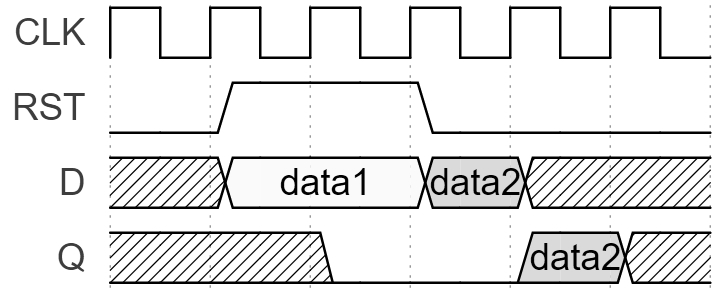 CLK
RST
D data1 data2
Q data2